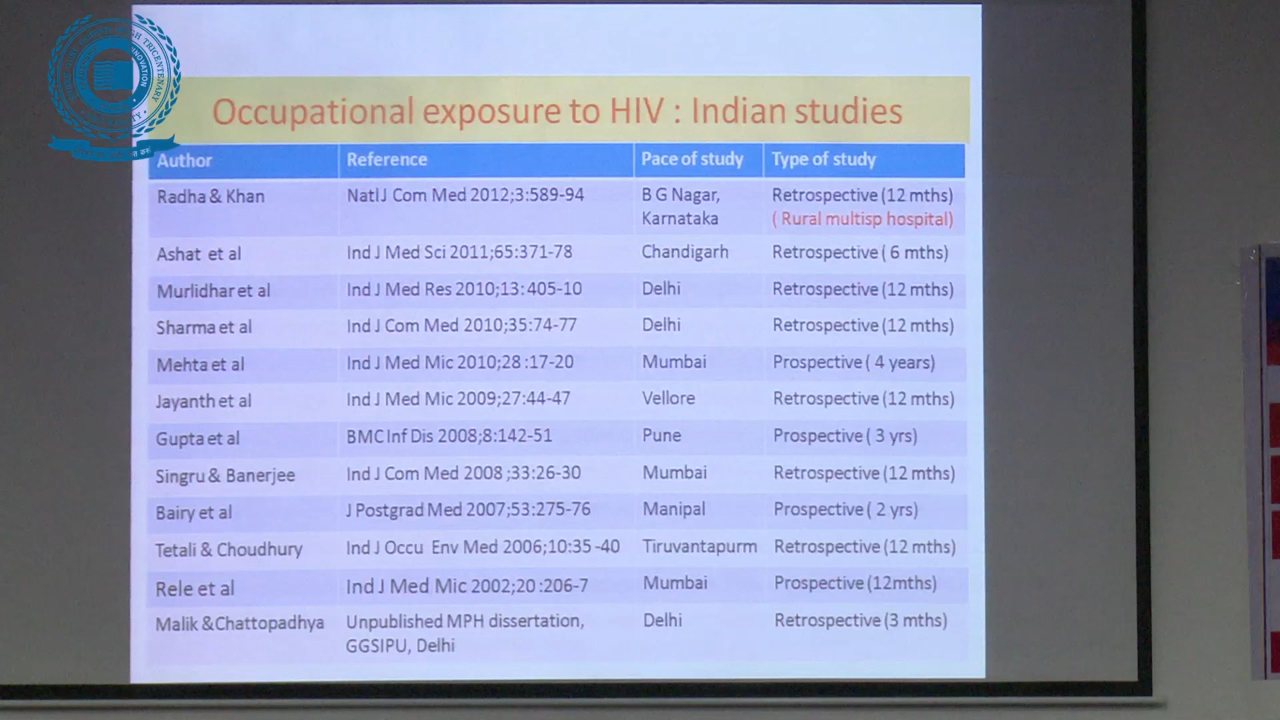 Occupational exposure to HIV : Indian studies
Author Reference Pace of study Type of study
Radha & Khan Natl J Com Med 2012;3:589-94 B G Nagar, Karnataka Retrospective (12 mths) ( Rural multisp hospital)
Ashat et al Ind J Med Sci 2011;65:371-78 Chandigarh Retrospective ( 6 mths)
Murlidhar et al Ind J Med Res 2010;13:405-10 Delhi Retrospective (12 mths)
Sharma et al Ind J Com Med 2010;35:74-77 Delhi Retrospective (12 mths)
Mehta et al Ind J Med Mic 2010;28 :17-20 Mumbai Prospective ( 4 years)
Jayanth et al Ind J Med Mic 2009;27:44-47 Vellore Retrospective (12 mths)
Gupta et al BMC Inf Dis 2008;8:142-51 Pune Prospective ( 3 yrs)
Singru & Banerjee Ind J Com Med 2008 ;33:26-30 Mumbai Retrospective (12 mths)
Bairy et al J Postgrad Med 2007;53:275-76 Manipal Prospective ( 2 yrs)
Tetali & Choudhury Ind J Occu Env Med 2006;10:35 -40 Tiruvantapurm Retrospective (12 mths)
Rele et al Ind J Med Mic 2002;20 :206-7 Mumbai Prospective (12mths)
Malik &Chattopadhya Unpublished MPH dissertation, GGSIPU, Delhi Delhi Retrospective (3 mths)
TRICENTENARY
INNOVATION